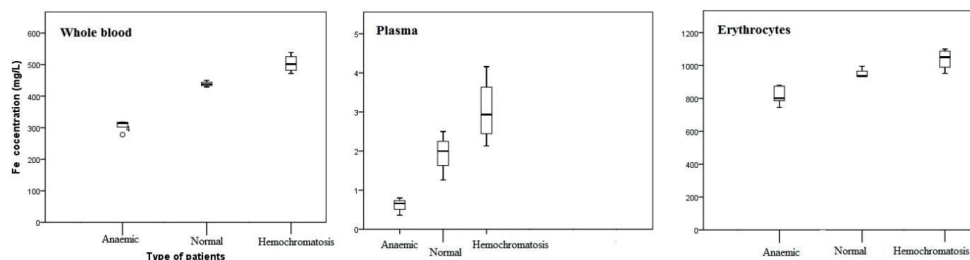 Whole blood
Fe cocentration (mg/L)
600
500
400
300
200
100
0
4
Anaemic
Normal
Hemochromatosis
Type of patients
Plasma
5
4
3
2
1
0
Anaemic
Normal
Hemochromatosis
Erythrocytes
1200
1000
800
600
400
200
0
Anaemic
Normal
Hemochromatosis